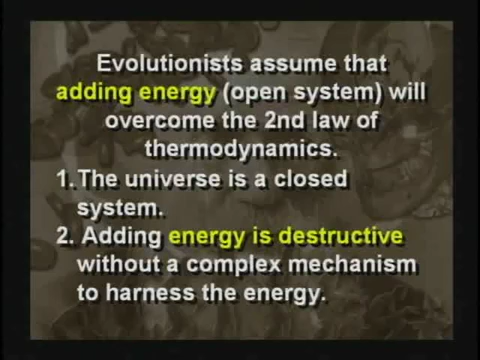 Evolutionists assume that
adding energy (open system) will
overcome the 2nd law of
thermodynamics.
1. The universe is a closed
system.
2. Adding energy is destructive
without a complex mechanism
to harness the energy.